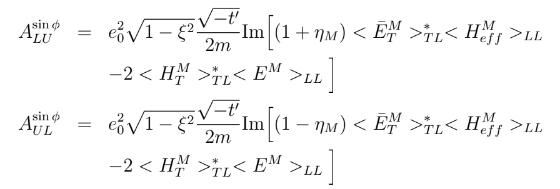 $A_{LU}^{\sin\phi} = e_0^2\sqrt{1-\xi^2}\frac{\sqrt{-t'}}{2m}\text{Im}\Big[(1+\eta_M) <\bar{E}_T^M>_{TL}^* <H_{eff}^M>_{LL}$
$-2 <H_T^M>_{TL}^* <E^M>_{LL} \Big]$
$A_{UL}^{\sin\phi} = e_0^2\sqrt{1-\xi^2}\frac{\sqrt{-t'}}{2m}\text{Im}\Big[(1-\eta_M) <\bar{E}_T^M>_{TL}^* <H_{eff}^M>_{LL}$
$-2 <H_T^M>_{TL}^* <E^M>_{LL} \Big]$